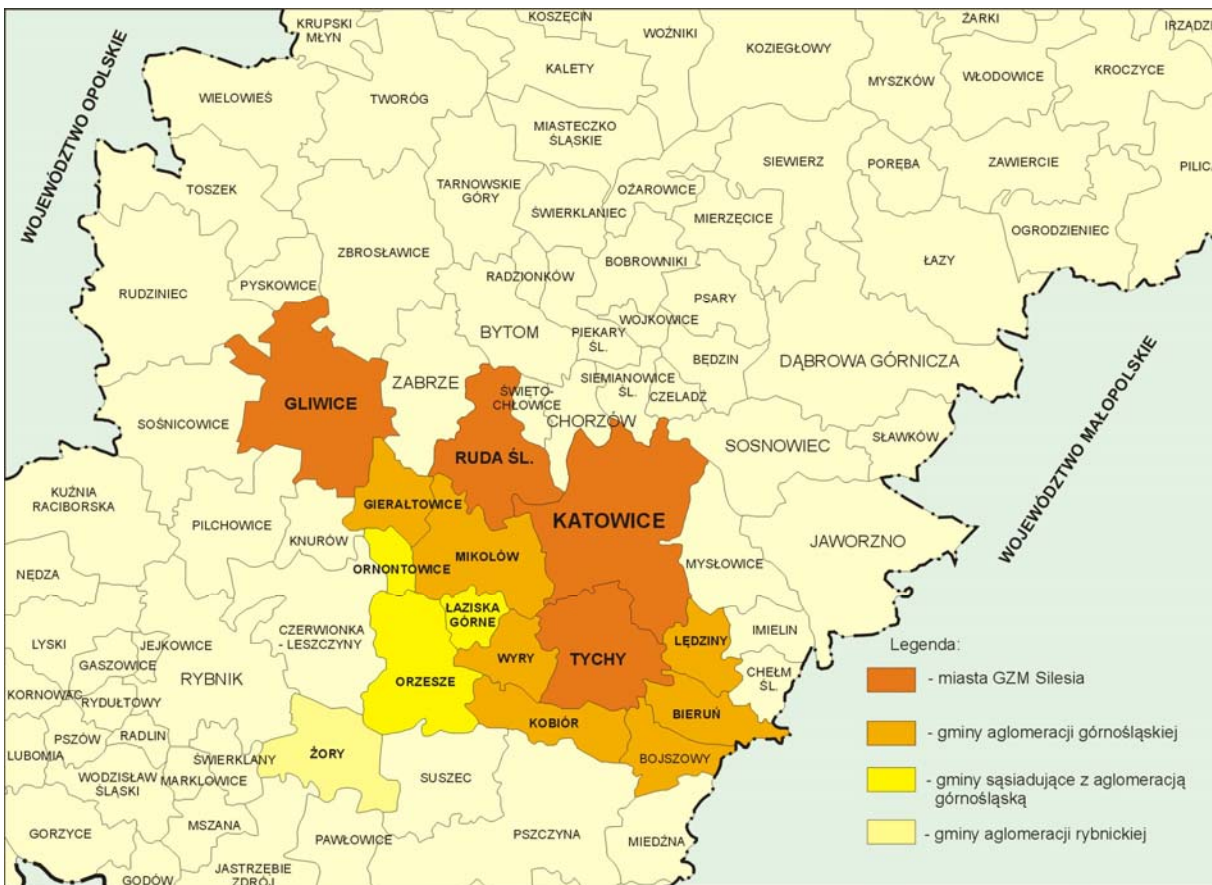 KRUPSKI
MŁYN
KOSZĘCIN
WOŹNIKI
KOZIEGŁOWY
ŻARKI
IRZĄDZE
WOJEWÓDZTWO OPOLSKIE
WIELOWIEŚ
TWORÓG
KALETY
MYSZKÓW
WŁODOWICE
KROCZYCE
MIASTECZKO
ŚLĄSKIE
SIEWIERZ
PORĘBA
ZAWIERCIE
PILICA
TOSZEK
TARNOWSKIE
GÓRY
OŻAROWICE
ŚWIERKLANIEC
MIERZĘCICE
OGRODZIENIEC
ZBROSŁAWICE
BOBROWNIKI
ŁAZY
RUDZINIEC
PYSKOWICE
RADZIONKÓW
PSARY
BYTOM
PIEKARY
ŚL.
WOJKOWICE
BĘDZIN
DĄBROWA GÓRNICZA
WOJEWÓDZTWO MAŁOPOLSKIE
ZABRZE
ŚWIĘTO-
CHŁOWICE
SIEMIANOWICE
ŚL.
CZELADŹ
GLIWICE
CHORZÓW
SOŚNICOWICE
SOSNOWIEC
SŁAWKÓW
RUDA ŚL.
KUŹNIA
RACIBORSKA
PILCHOWICE
GIERAŁTOWICE
KATOWICE
KNURÓW
JAWORZNO
NĘDZA
ORNONTOWICE
MIKOŁÓW
MYSŁOWICE
ŁAZISKA
GÓRNE
CZERWIONKA
- LESZCZYNY
LĘDZINY
IMIELIN
LYSKI
JEJKOWICE
GASZOWICE
RYBNIK
WYRY
TYCHY
CHEŁM
ŚL.
KORNOWAC
RYDUŁTOWY
ORZESZE
BIERUŃ
KOBIÓR
PSZÓW
RADLIN
LUBOMIA
ŚWIERKLANY
ŻORY
BOJSZOWY
WODZISŁAW
ŚLĄSKI
MARKLOWICE
SUSZEC
MSZANA
GORZYCE
PAWŁOWICE
PSZCZYNA
MIEDŹNA
JASTRZĘBIE
ZDRÓJ
GODÓW
Legenda:
- miasta GZM Silesia
- gminy aglomeracji górnośląskiej
- gminy sąsiadujące z aglomeracją
górnośląską
- gminy aglomeracji rybnickiej